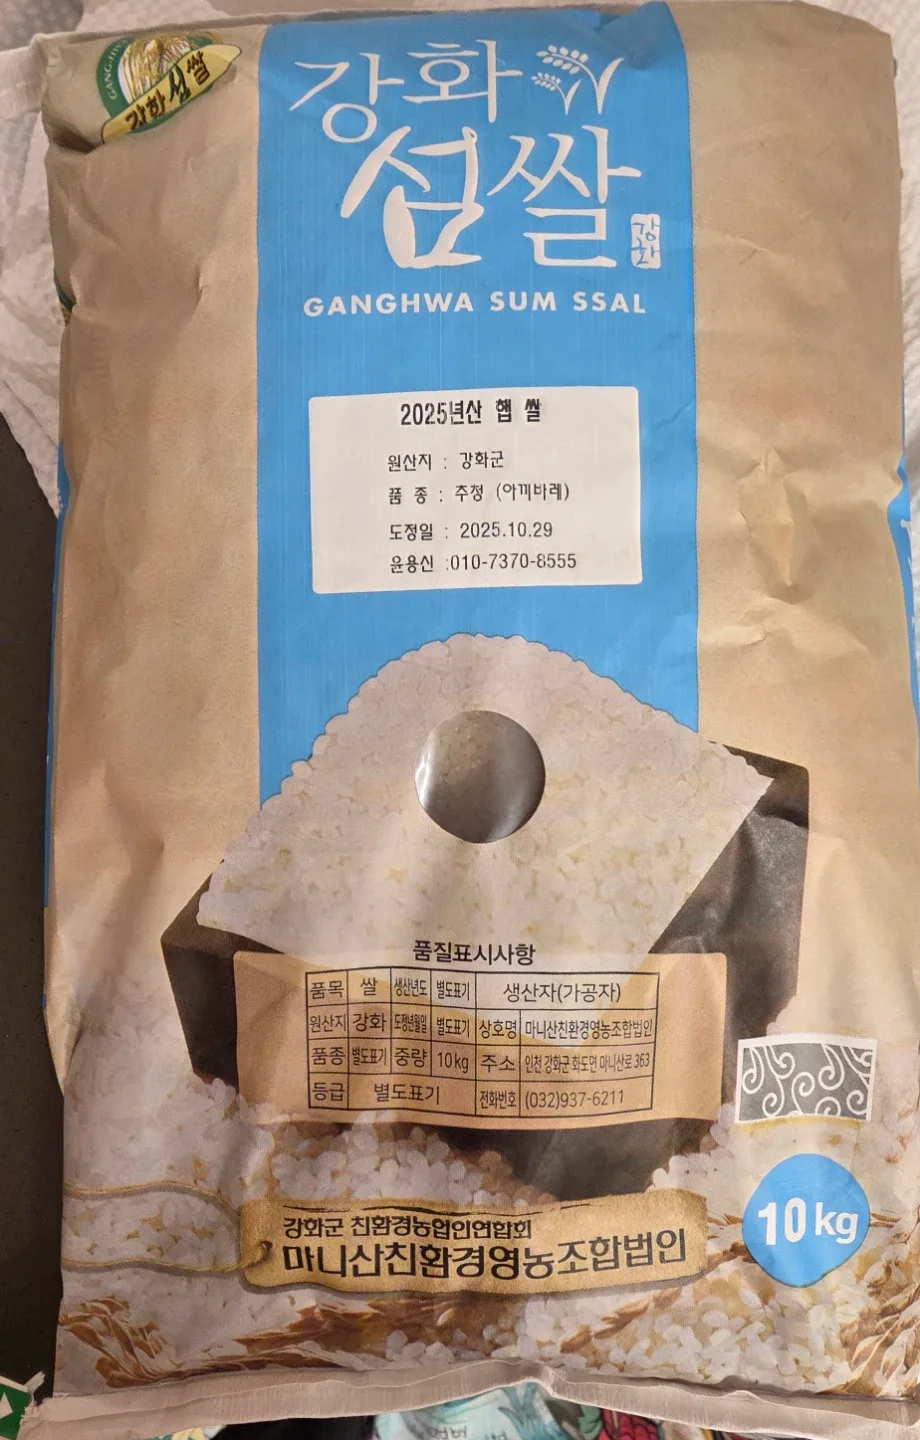 GANG-HW
강화섬쌀
강화
섬쌀
강화
GANGHWA SUM SSAL
2025년산 햅 쌀
원산지 : 강화군
품 종 : 추청 (아끼바레)
도정일 : 2025.10.29
윤용신 :010-7370-8555
품질표시사항
품목 쌀 생산년도 별도표기 생산자(가공자)
원산지 강화 도정년월일 별도표기 상호명 마니산친환경영농조합법인
품종 별도표기 중량 10kg 주소 인천 강화군 화도면 마니산로 363
등급 별도표기 전화번호 (032)937-6211
강화군 친환경농업인연합회
마니산친환경영농조합법인
10kg